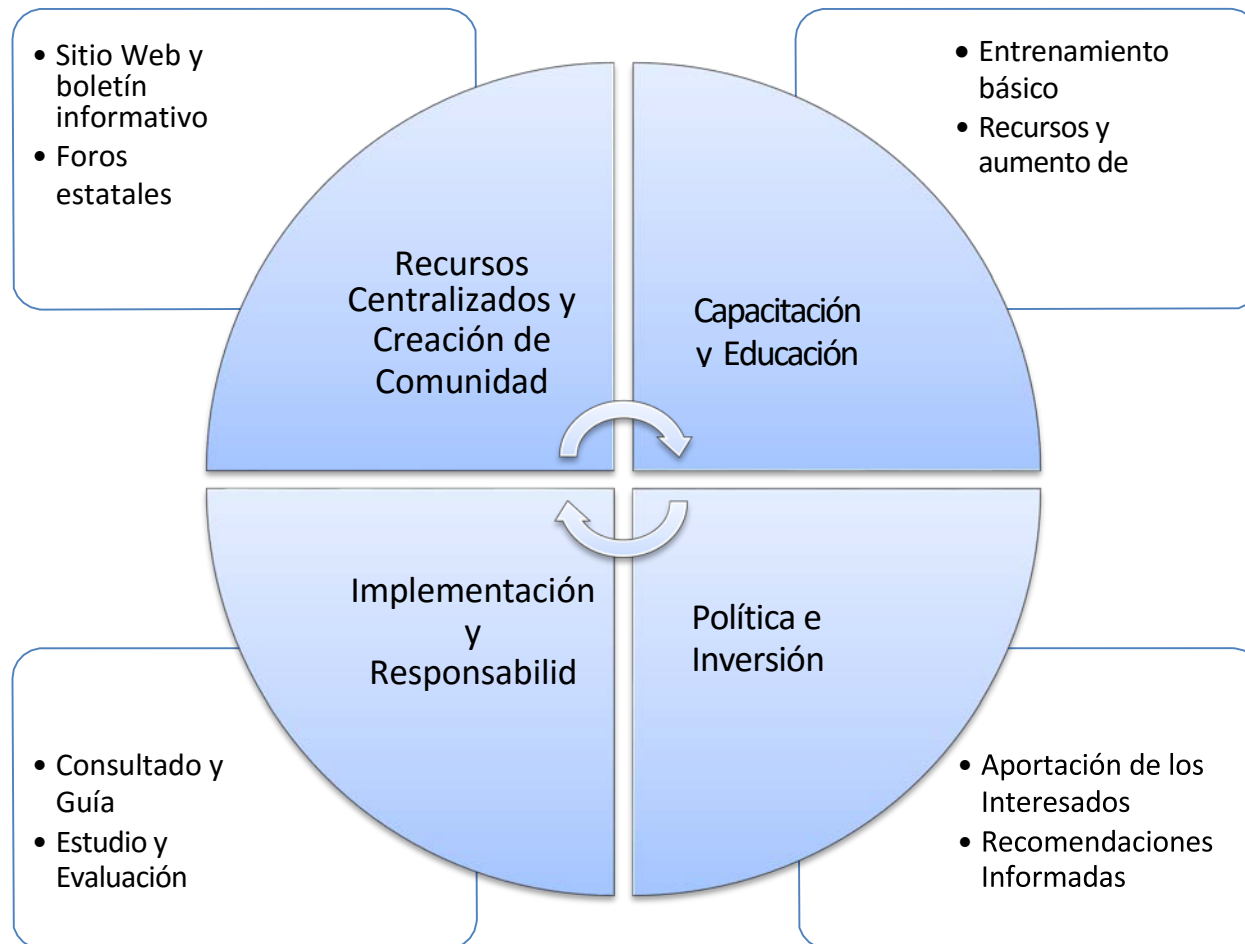 • Sitio Web y
boletín
informativo
• Foros
estatales
• Entrenamiento
básico
• Recursos y
aumento de
Recursos
Centralizados y
Creación de
Comunidad
Capacitación
y Educación
Implementación
y
Responsabilid
Política e
Inversión
• Consultado y
Guía
• Estudio y
Evaluación
• Aportación de los
Interesados
• Recomendaciones
Informadas